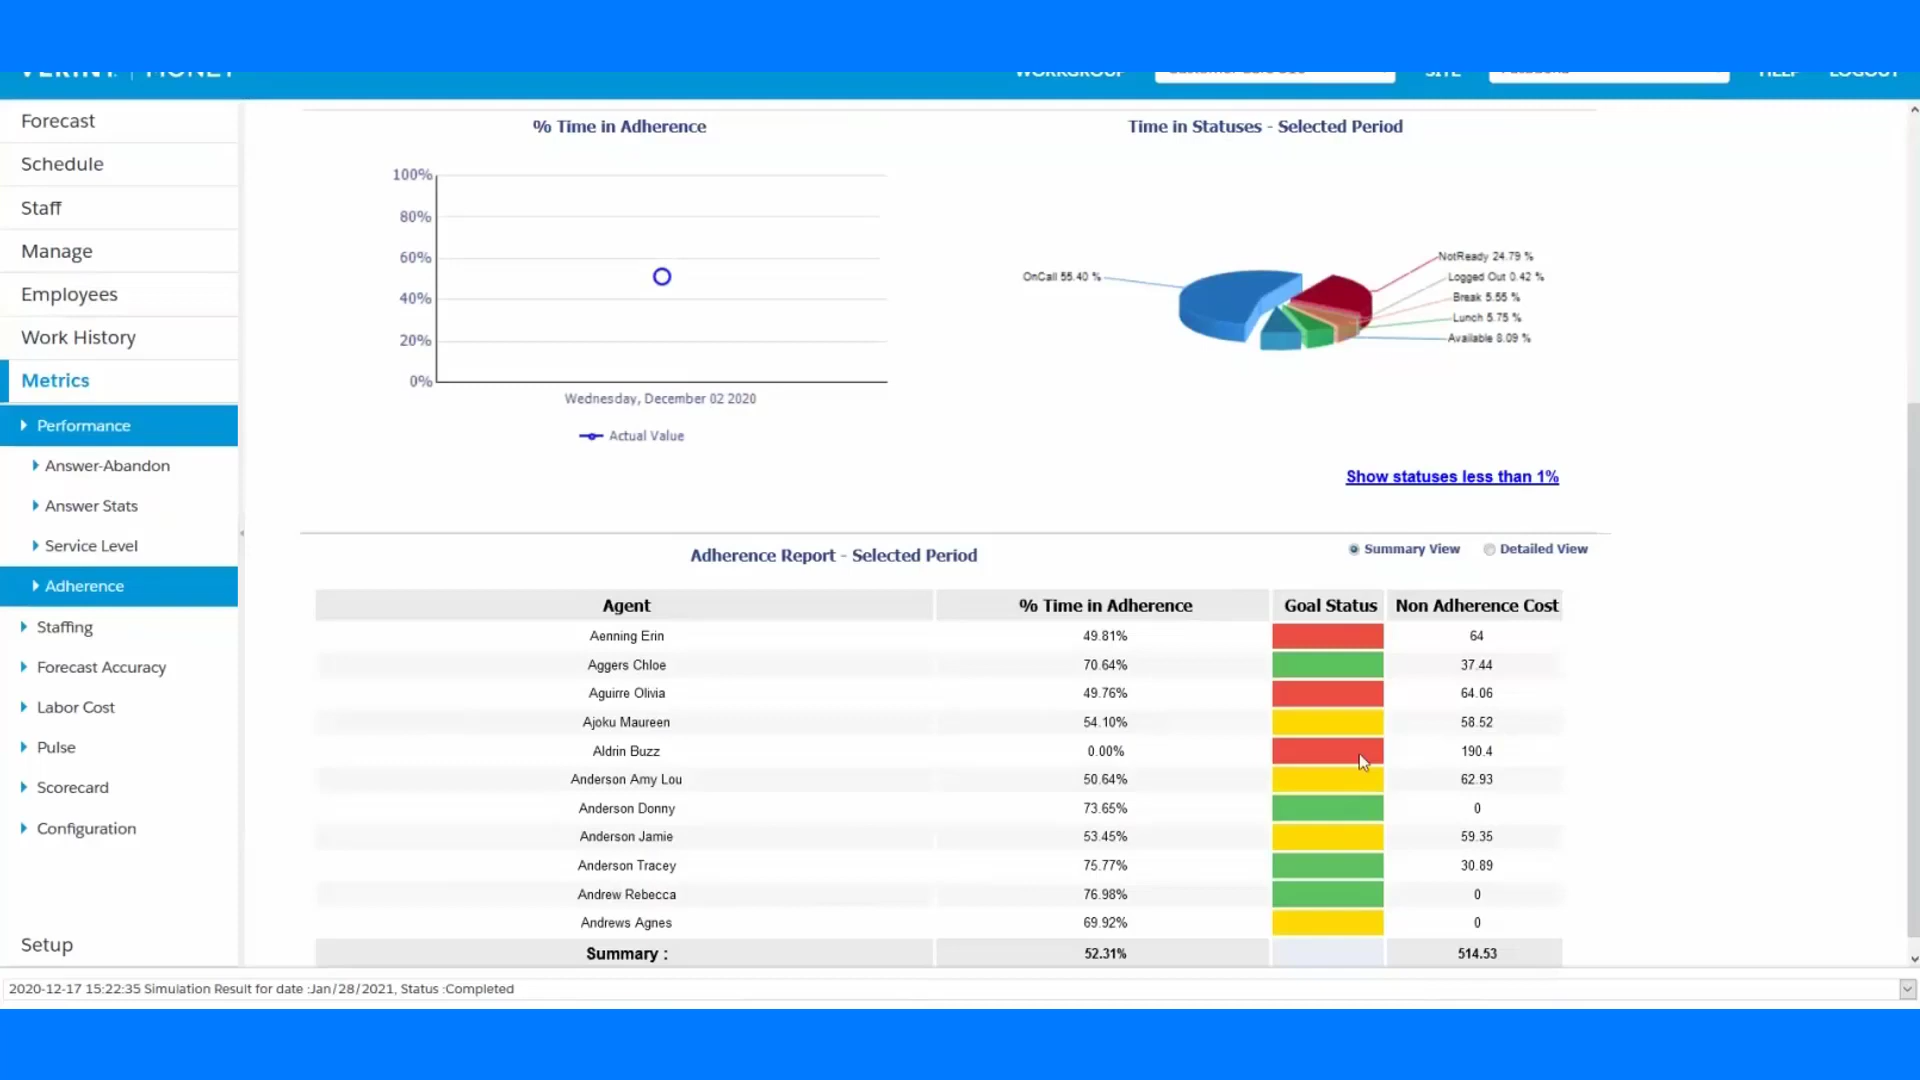 VERINT. | MONET
WORKGROUP SITE HELP LOGOUT
Forecast
Schedule
Staff
Manage
Employees
Work History
Metrics
Performance
Answer-Abandon
Answer Stats
Service Level
Adherence
Staffing
Forecast Accuracy
Labor Cost
Pulse
Scorecard
Configuration
Setup
% Time in Adherence
100%
80%
60%
40%
20%
0%
Wednesday, December 02 2020
Actual Value
Time in Statuses - Selected Period
OnCall 55.40 %
NotReady 24.79 %
Logged Out 0.42 %
Break 5.55 %
Lunch 5.75 %
Available 8.09 %
Show statuses less than 1%
Adherence Report - Selected Period
Summary View Detailed View
Agent % Time in Adherence Goal Status Non Adherence Cost
Aenning Erin 49.81% 64
Aggers Chloe 70.64% 37.44
Aguirre Olivia 49.76% 64.06
Ajoku Maureen 54.10% 58.52
Aldrin Buzz 0.00% 190.4
Anderson Amy Lou 50.64% 62.93
Anderson Donny 73.65% 0
Anderson Jamie 53.45% 59.35
Anderson Tracey 75.77% 30.89
Andrew Rebecca 76.98% 0
Andrews Agnes 69.92% 0
Summary : 52.31% 514.53
2020-12-17 15:22:35 Simulation Result for date :Jan/28/2021, Status :Completed